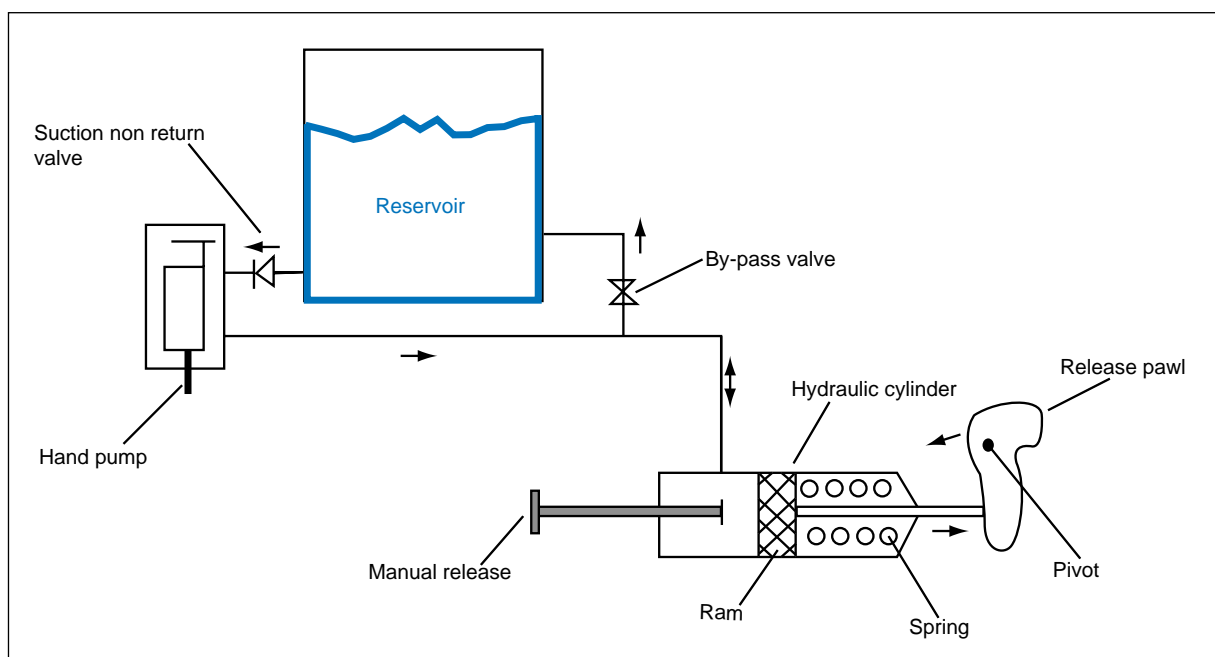 Suction non return
valve
Reservoir
By-pass valve
Release pawl
Hydraulic cylinder
Hand pump
Manual release
Pivot
Ram
Spring